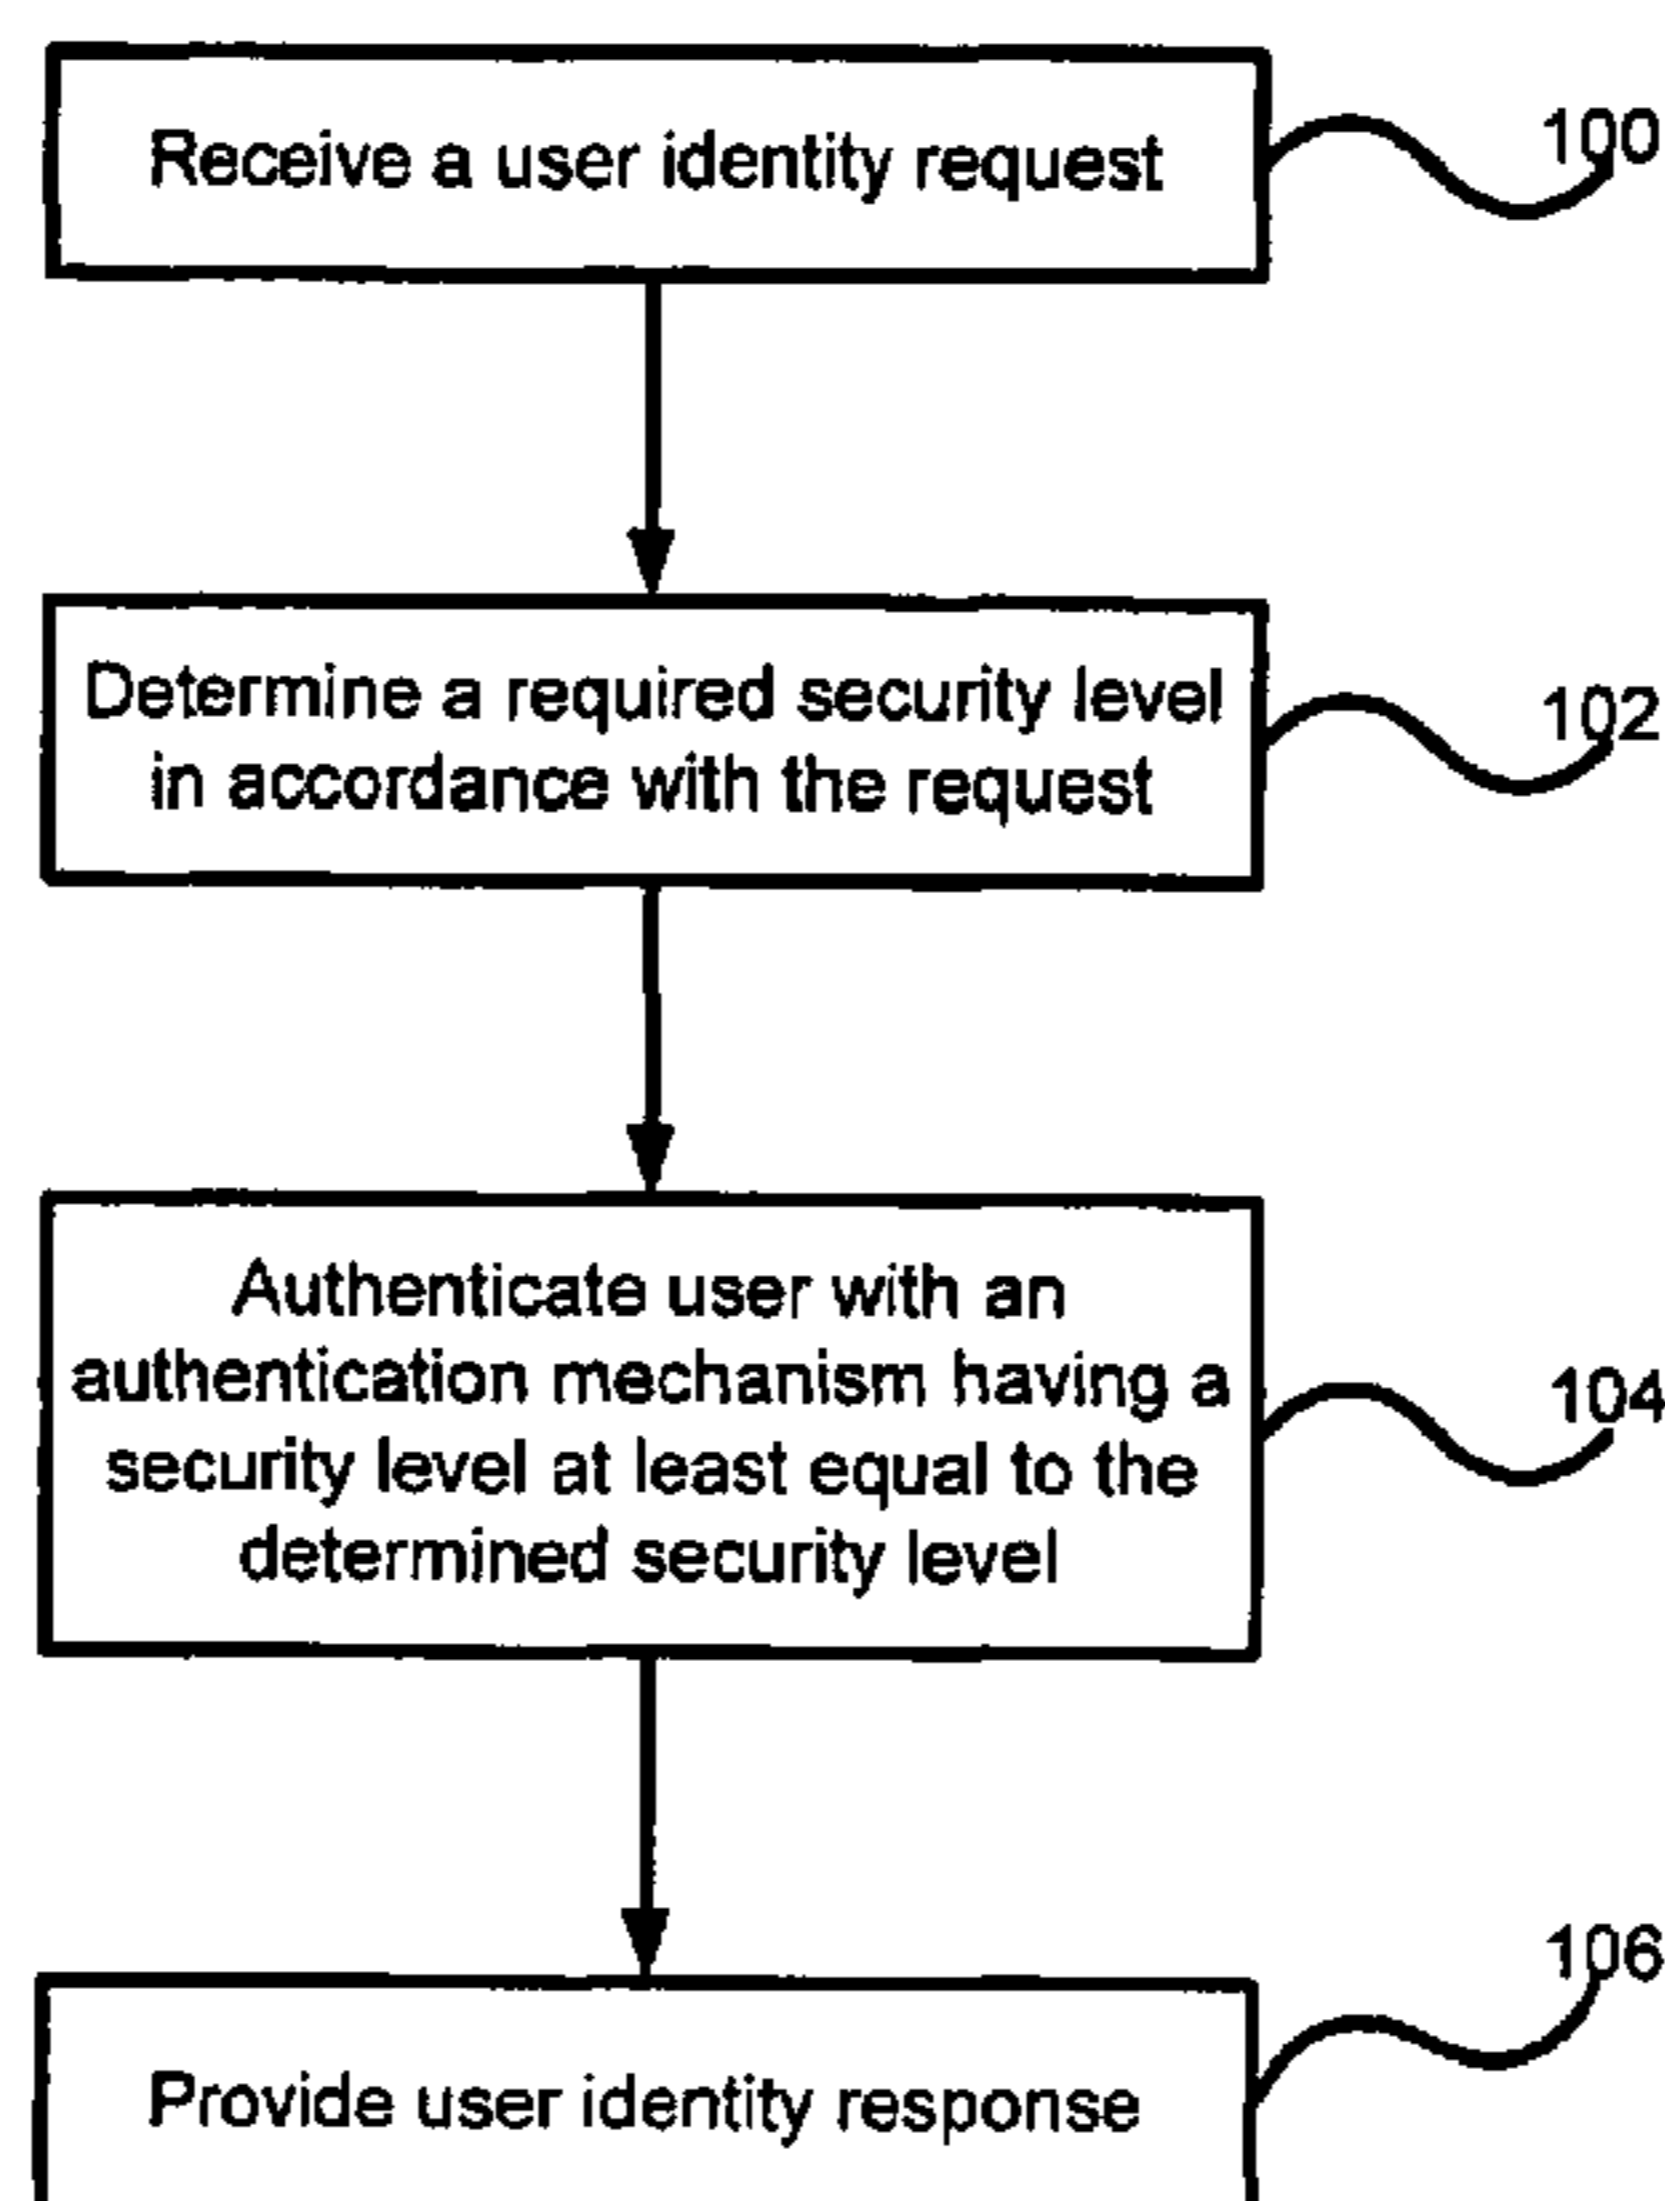 Receive a user identity request
100
Determine a required security level
in accordance with the request
102
Authenticate user with an
authentication mechanism having a
security level at least equal to the
determined security level
104
106
Provide user identity response